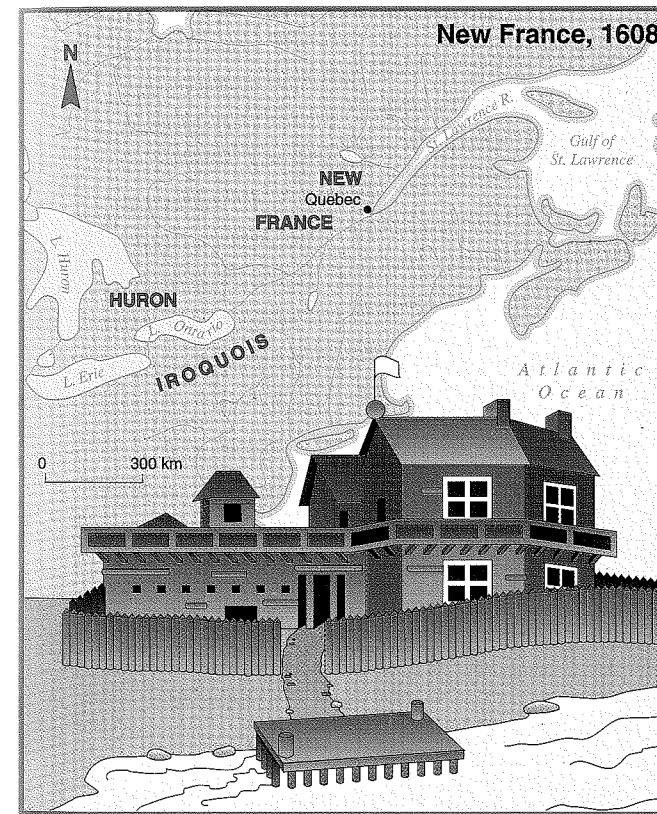 New France, 1608
N
St. Lawrence R.
Gulf of
St. Lawrence
NEW
Quebec
FRANCE
L. Huron
HURON
L. Ontario
IROQUOIS
L. Erie
Atlantic
Ocean
0 300 km